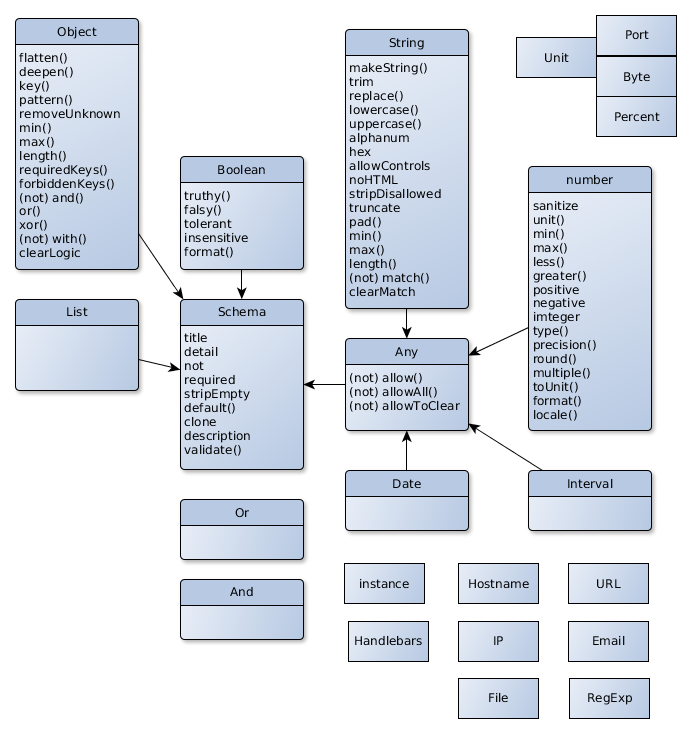 Object
flatten()
deepen()
key()
pattern()
removeUnknown
min()
max()
length()
requiredKeys()
forbiddenKeys()
(not) and()
or()
xor()
(not) with()
clearLogic
Boolean
truthy()
falsy()
tolerant
insensitive
format()
String
makeString()
trim
replace()
lowercase()
uppercase()
alphanum
hex
allowControls
noHTML
stripDisallowed
truncate
pad()
min()
max()
length()
(not) match()
clearMatch
Unit
Port
Byte
Percent
number
sanitize
unit()
min()
max()
less()
greater()
positive
negative
imteger
type()
precision()
round()
multiple()
toUnit()
format()
locale()
List
Schema
title
detail
not
required
stripEmpty
default()
clone
description
validate()
Any
(not) allow()
(not) allowAll()
(not) allowToClear
Date
Interval
Or
And
instance
Hostname
URL
Handlebars
IP
Email
File
RegExp